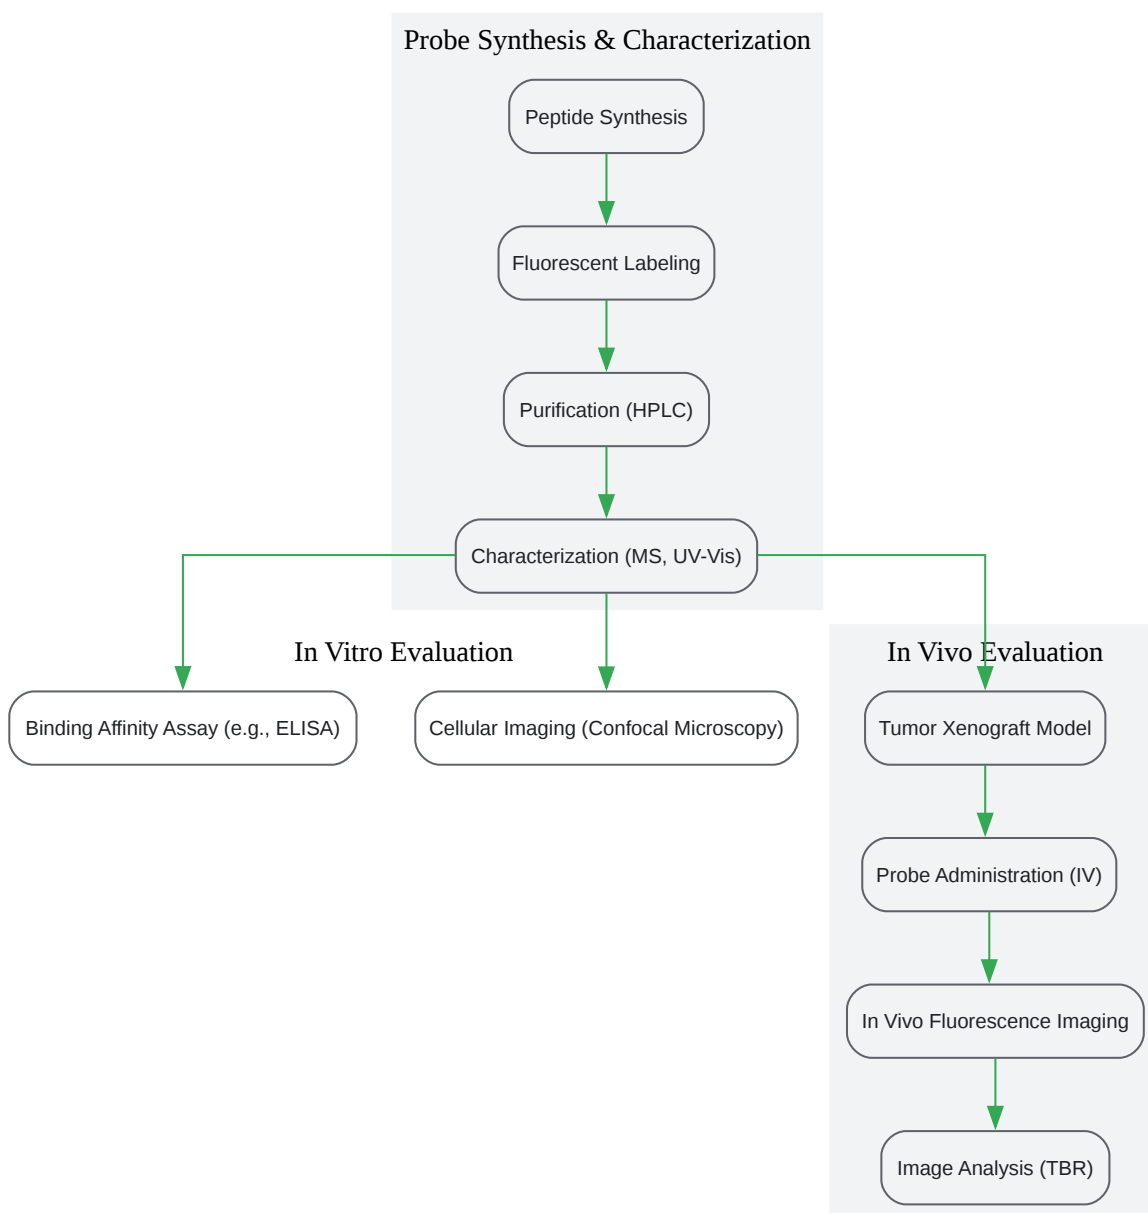 Probe Synthesis & Characterization
Peptide Synthesis
Fluorescent Labeling
Purification (HPLC)
Characterization (MS, UV-Vis)
In Vitro Evaluation
In Vivo Evaluation
Binding Affinity Assay (e.g., ELISA)
Cellular Imaging (Confocal Microscopy)
Tumor Xenograft Model
Probe Administration (IV)
In Vivo Fluorescence Imaging
Image Analysis (TBR)